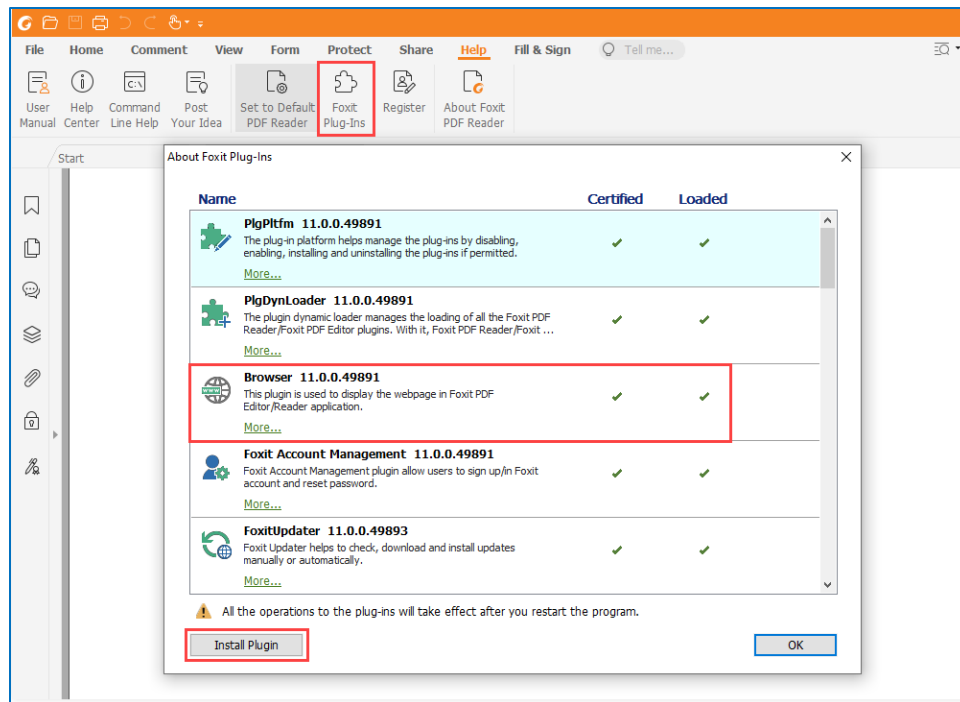 File Home Comment View Form Protect Share Help Fill & Sign Tell me...
C:\
User Manual
Help Center
Command Line Help
Post Your Idea
Set to Default PDF Reader
Foxit Plug-Ins
Register
About Foxit PDF Reader
Start
About Foxit Plug-Ins
Name Certified Loaded
PlgPltfm 11.0.0.49891
The plug-in platform helps manage the plug-ins by disabling,
enabling, installing and uninstalling the plug-ins if permitted.
More...
PlgDynLoader 11.0.0.49891
The plugin dynamic loader manages the loading of all the Foxit PDF
Reader/Foxit PDF Editor plugins. With it, Foxit PDF Reader/Foxit ...
More...
www
Browser 11.0.0.49891
This plugin is used to display the webpage in Foxit PDF
Editor/Reader application.
More...
Foxit Account Management 11.0.0.49891
Foxit Account Management plugin allow users to sign up/in Foxit
account and reset password.
More...
FoxitUpdater 11.0.0.49893
Foxit Updater helps to check, download and install updates
manually or automatically.
More...
All the operations to the plug-ins will take effect after you restart the program.
Install Plugin
OK